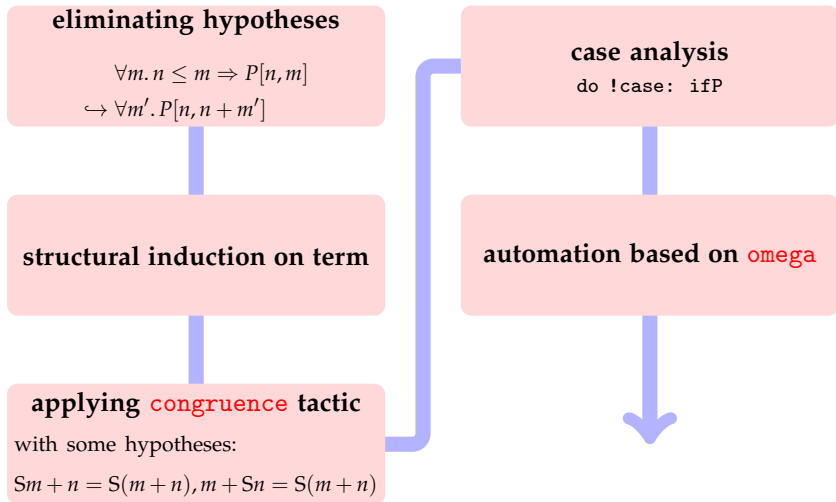 eliminating hypotheses
∀m. n ≤ m ⇒ P[n, m]
↪ ∀m′. P[n, n + m′]
structural induction on term
applying congruence tactic
with some hypotheses:
Sm + n = S(m + n), m + Sn = S(m + n)
case analysis
do !case: ifP
automation based on omega